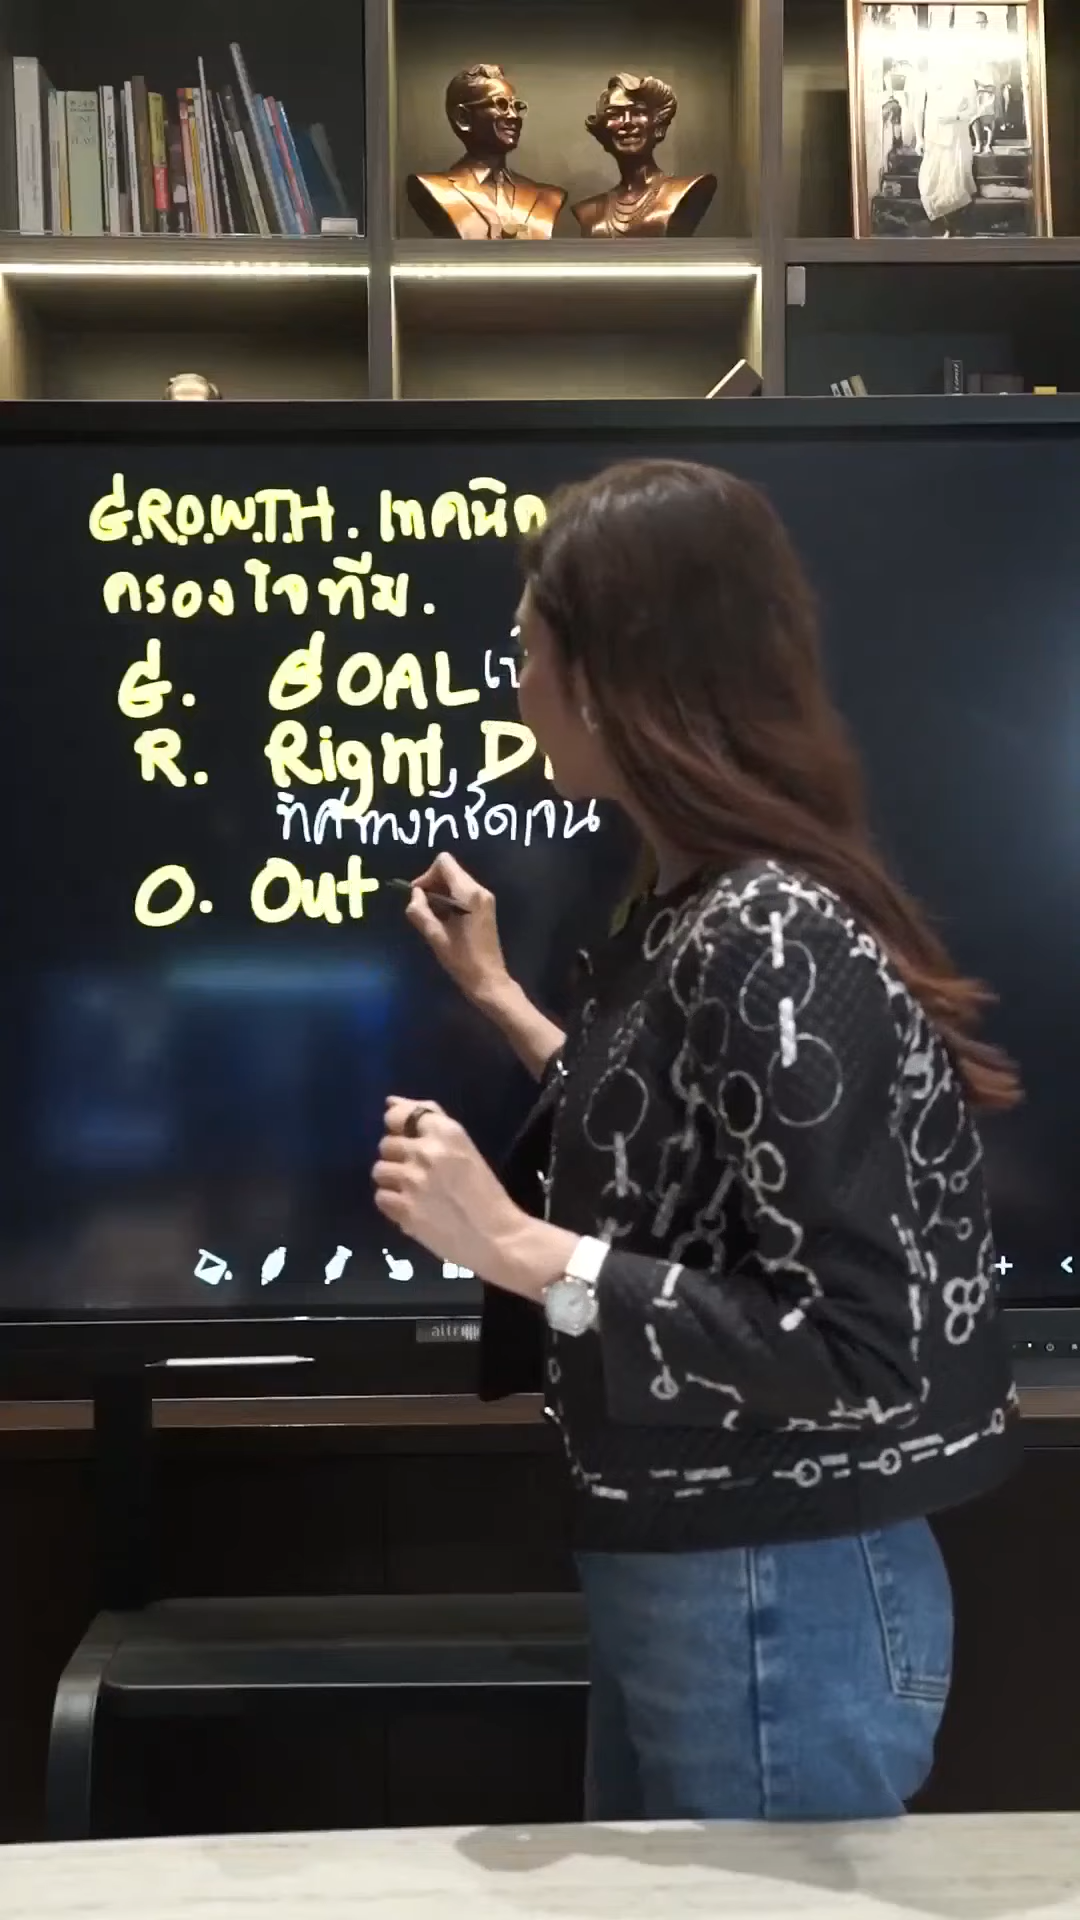 G.R.O.W.T.H. เทคนิค
ครองใจทีม.
G. GOAL
R. Right
ทิศทางที่ชัดเจน
O. Out